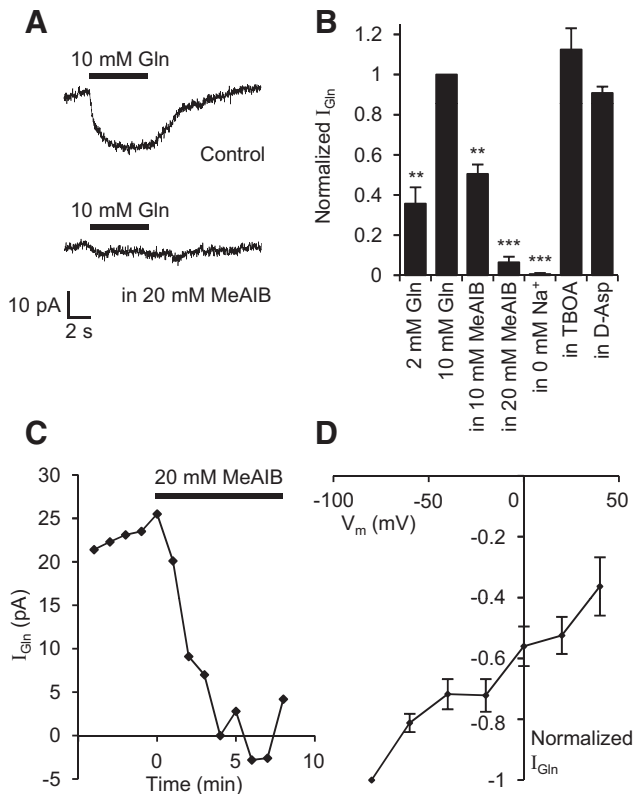 A
10 mM Gln
Control
10 mM Gln
in 20 mM MeAIB
10 pA
2 s
B
Normalized I_Gln
1.2
1
0.8
0.6
0.4
0.2
0
**
**
***
***
2 mM Gln
10 mM Gln
in 10 mM MeAIB
in 20 mM MeAIB
in 0 mM Na⁺
in TBOA
in D-Asp
C
20 mM MeAIB
I_Gln (pA)
30
25
20
15
10
5
0
-5
0
5
10
Time (min)
D
-100
-50
0
50
V_m (mV)
-0.2
-0.4
-0.6
-0.8
-1
Normalized
I_Gln